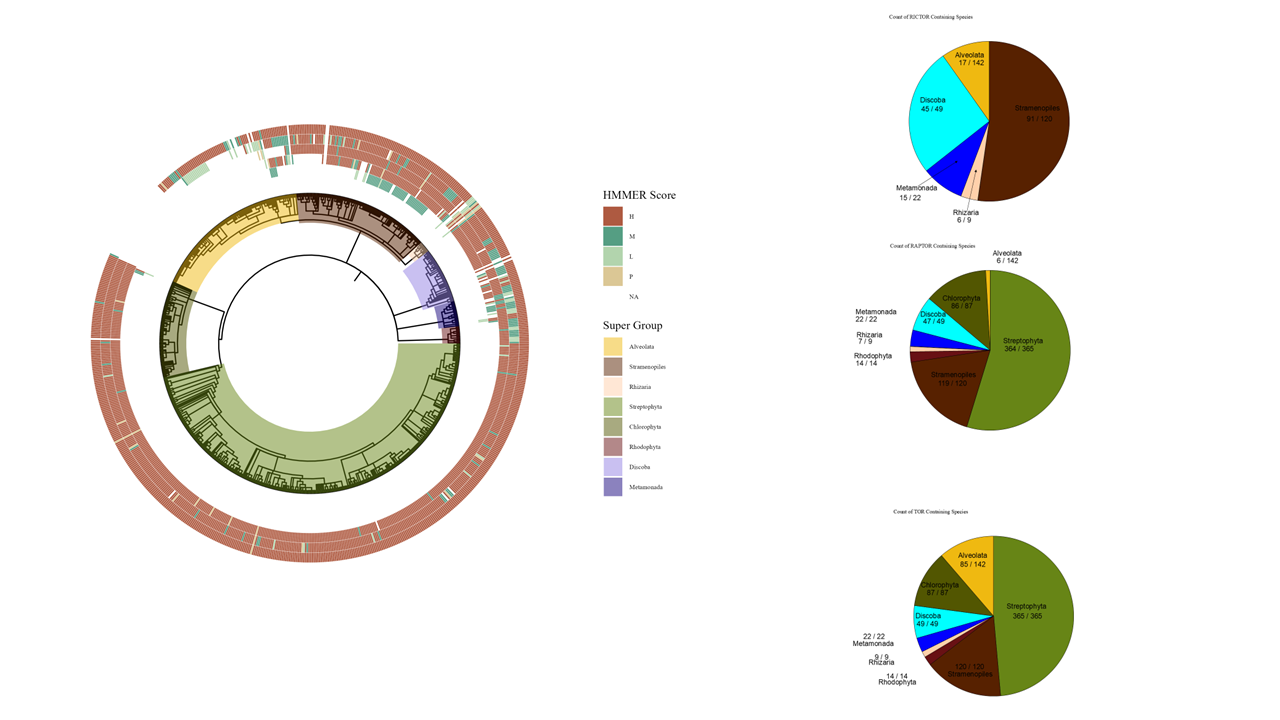 HMMER Score
H
M
L
P
NA
Super Group
Alveolata
Stramenopiles
Rhizaria
Streptophyta
Chlorophyta
Rhodophyta
Discoba
Metamonada
Count of RICTOR Containing Species
Alveolata
17 / 142
Discoba
45 / 49
Stramenopiles
91 / 120
Metamonada
15 / 22
Rhizaria
6 / 9
Count of RAPTOR Containing Species
Alveolata
6 / 142
Chlorophyta
86 / 87
Metamonada
22 / 22
Discoba
47 / 49
Rhizaria
7 / 9
Streptophyta
364 / 365
Rhodophyta
14 / 14
Stramenopiles
119 / 120
Count of TOR Containing Species
Alveolata
85 / 142
Chlorophyta
87 / 87
Streptophyta
365 / 365
Discoba
49 / 49
22 / 22
Metamonada
9 / 9
Rhizaria
14 / 14
Rhodophyta
120 / 120
Stramenopiles